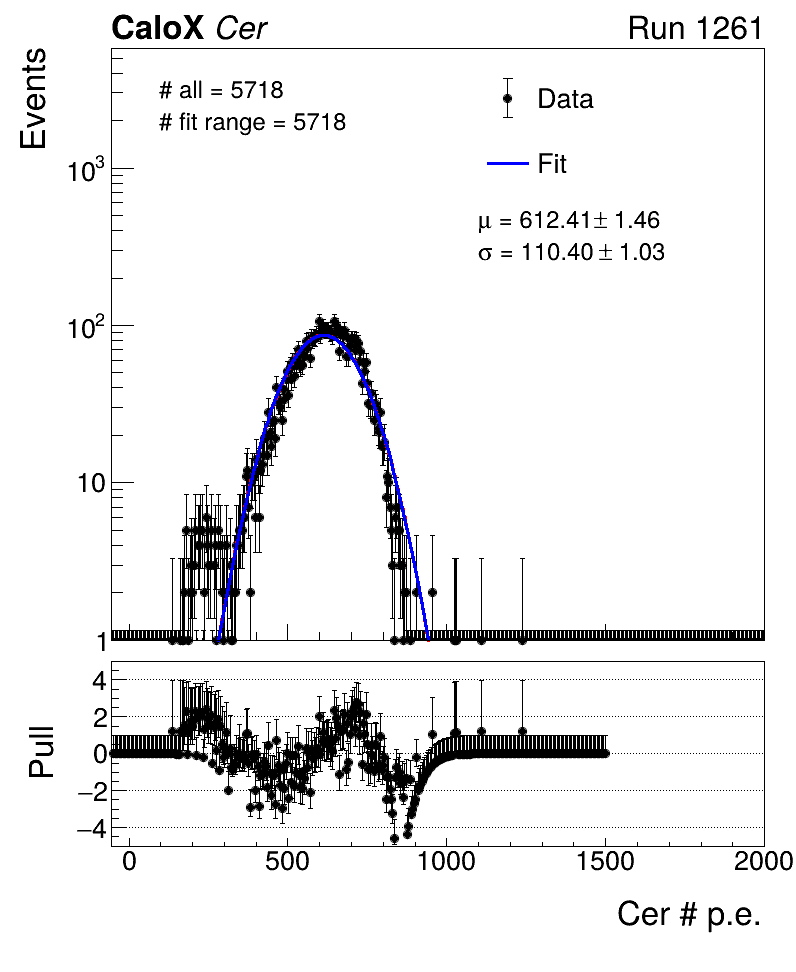 CaloX Cer Run 1261
Events
# all = 5718
# fit range = 5718
Data
Fit
μ = 612.41± 1.46
σ = 110.40 ± 1.03
10³
10²
10
1
Pull
4
2
0
−2
−4
0 500 1000 1500 2000
Cer # p.e.